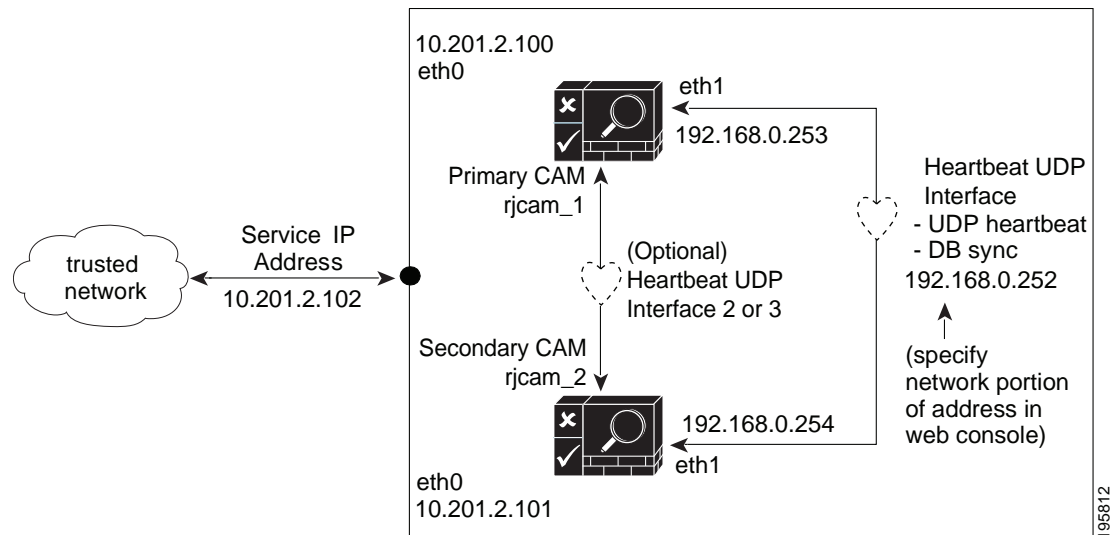 10.201.2.100
eth0
eth1
192.168.0.253
Primary CAM
rjcam_1
Heartbeat UDP
Interface
- UDP heartbeat
- DB sync
192.168.0.252
(specify
network portion
of address in
web console)
(Optional)
Heartbeat UDP
Interface 2 or 3
trusted
network
Service IP
Address
10.201.2.102
Secondary CAM
rjcam_2
192.168.0.254
eth1
eth0
10.201.2.101
195812